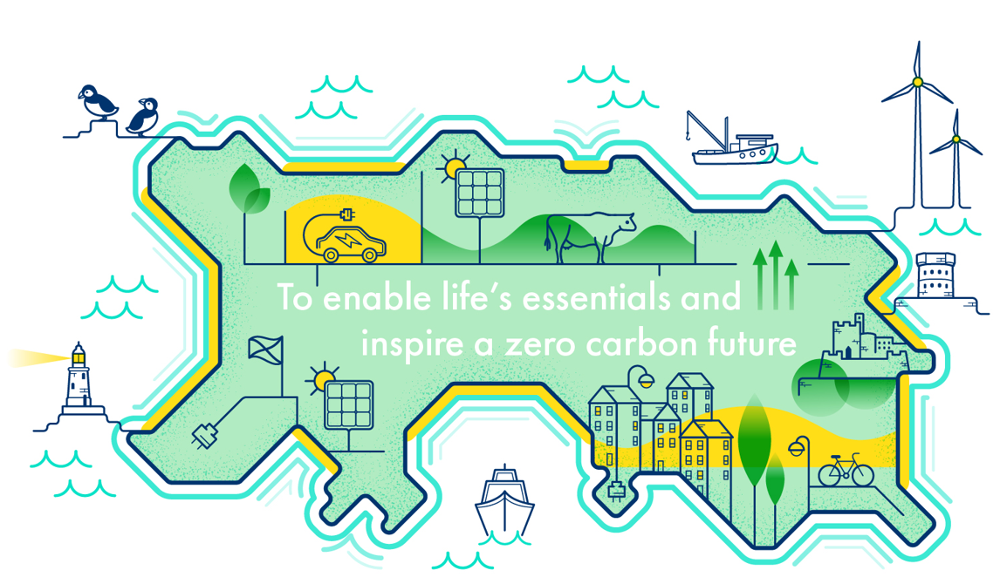 To enable life’s essentials and
inspire a zero carbon future